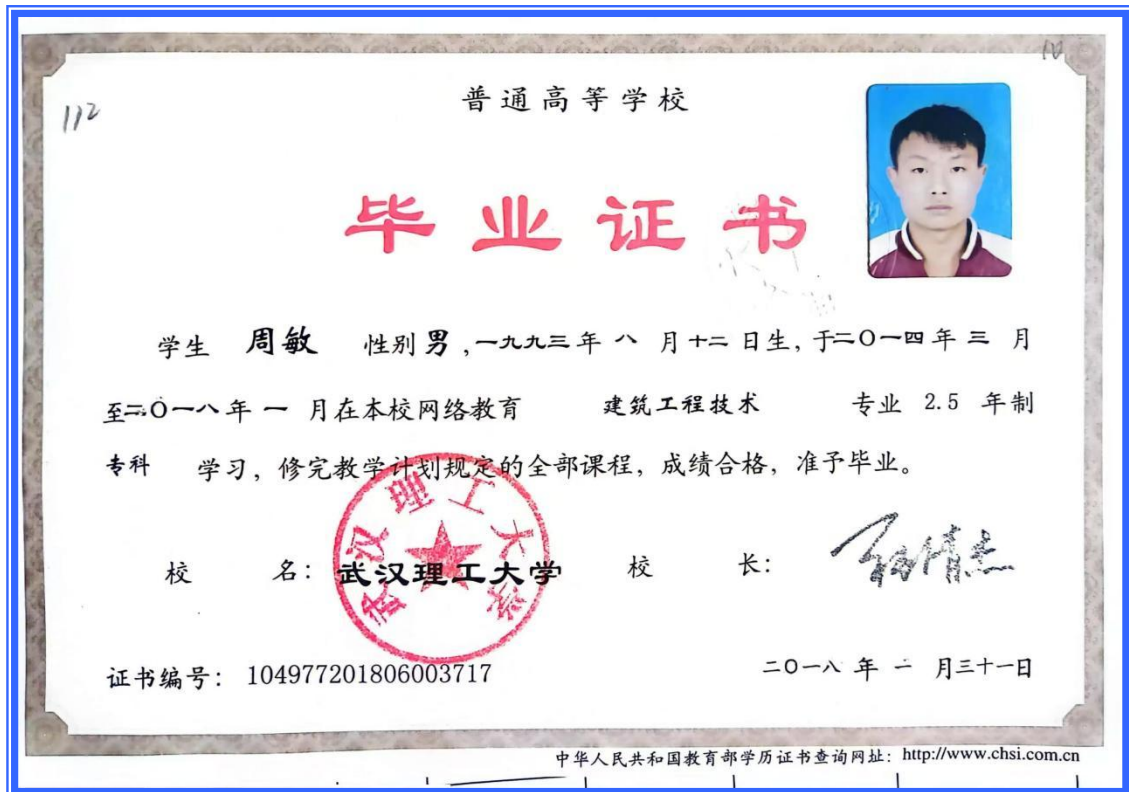 112
普通高等学校
毕业证书
学生 周敏 性别 男 ,一九九三年 八 月 十二 日生, 于二〇一四年 三 月
至二〇一八年 一 月在本校网络教育 建筑工程技术 专业 2.5 年制
专科 学习, 修完教学计划规定的全部课程, 成绩合格, 准予毕业。
校 名: 武汉理工大学 校 长:
武汉理工大学
证书编号: 104977201806003717 二〇一八 年 一 月三十一日
中华人民共和国教育部学历证书查询网址: http://www.chsi.com.cn